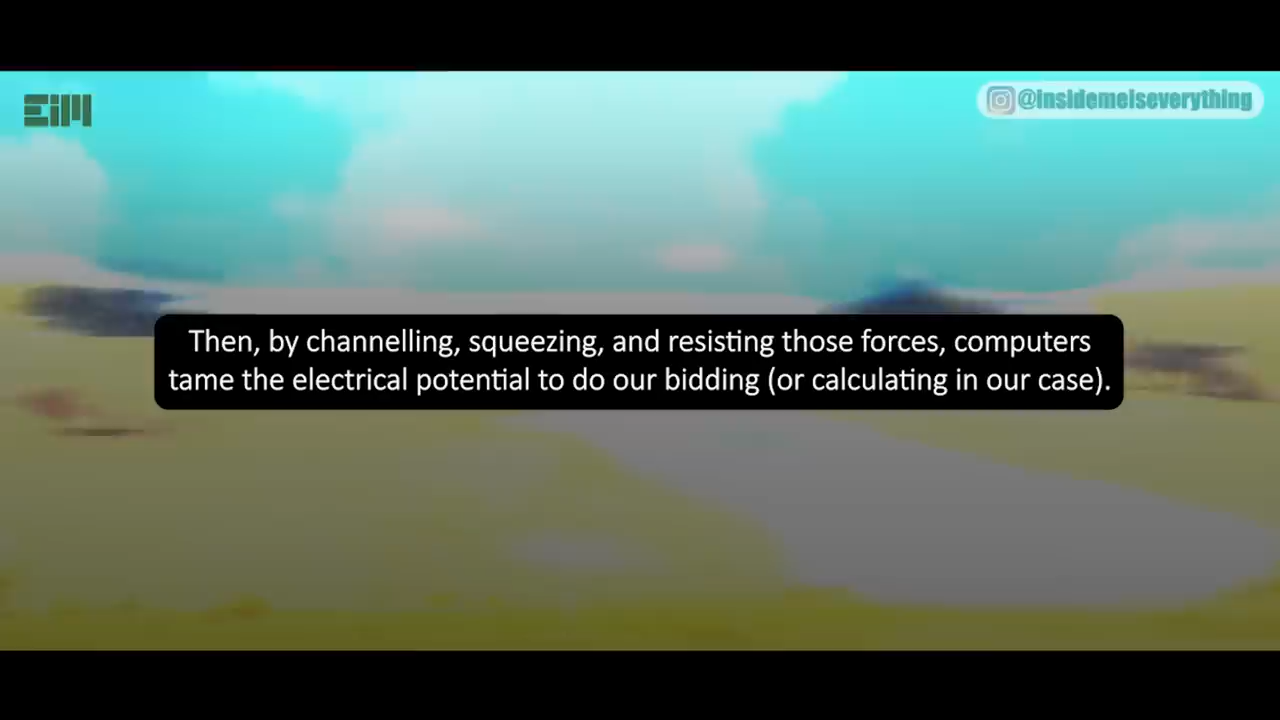 EiM
@insidemeiseverything
Then, by channelling, squeezing, and resisting those forces, computers
tame the electrical potential to do our bidding (or calculating in our case).